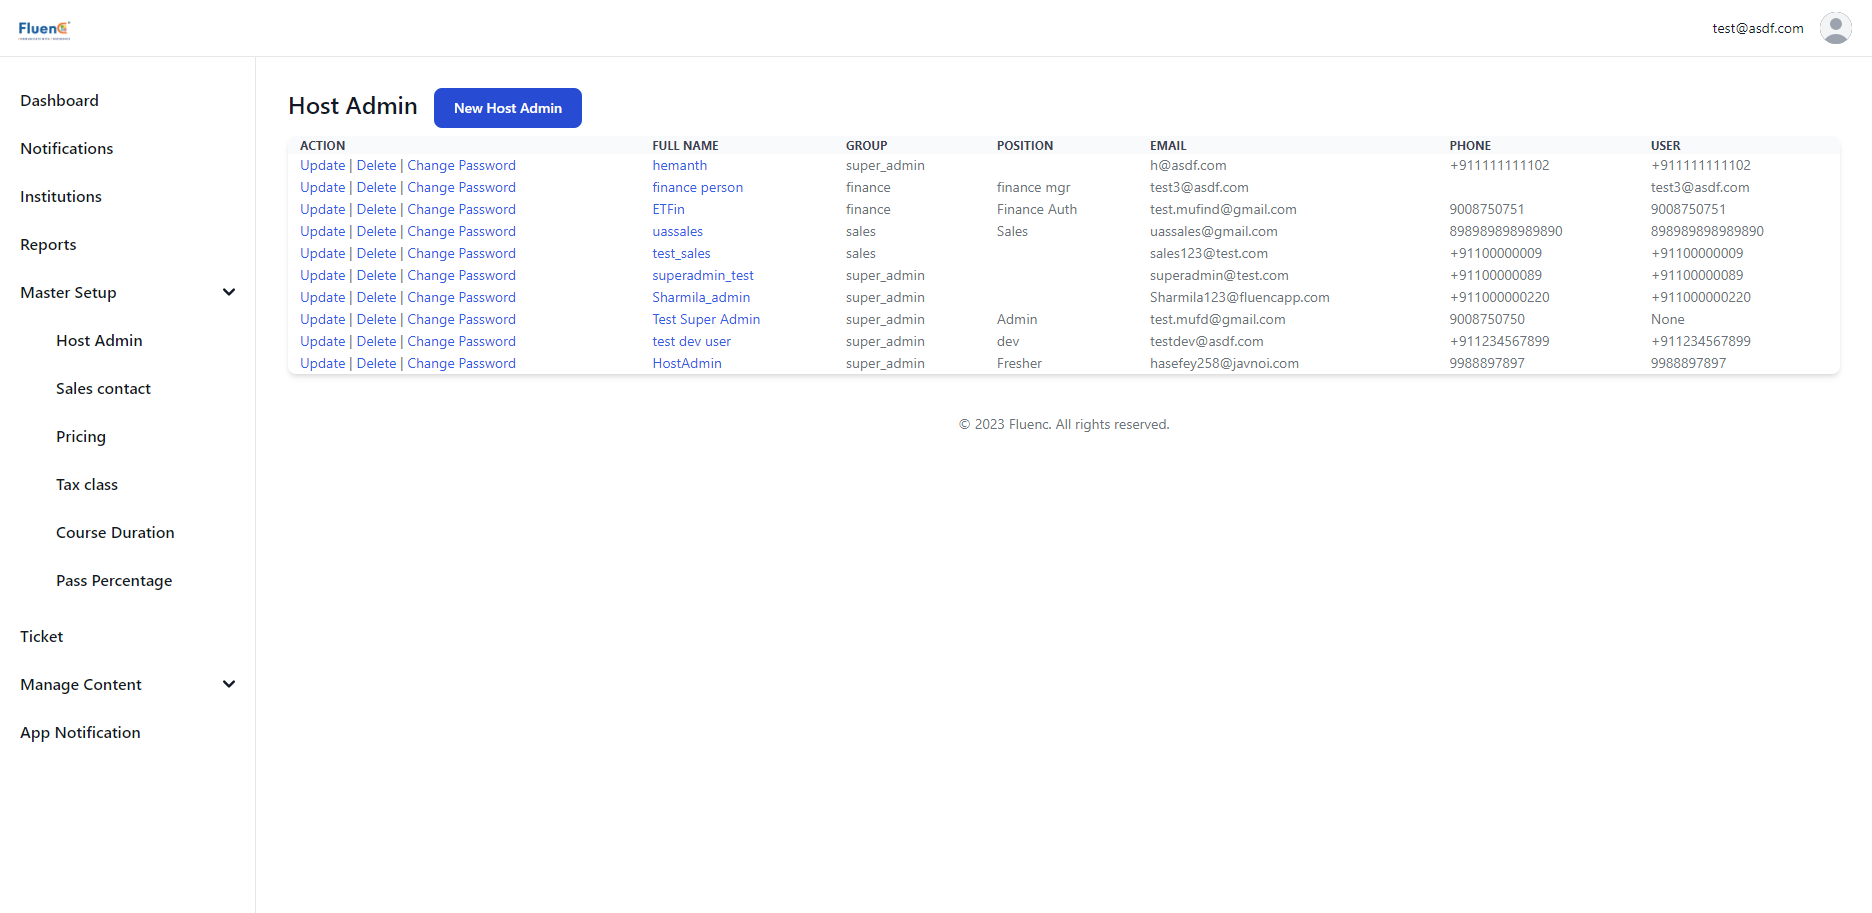 FluenC
test@asdf.com
Dashboard
Notifications
Institutions
Reports
Master Setup
Host Admin
Sales contact
Pricing
Tax class
Course Duration
Pass Percentage
Ticket
Manage Content
App Notification
Host Admin New Host Admin
ACTION FULL NAME GROUP POSITION EMAIL PHONE USER
Update | Delete | Change Password hemanth super_admin h@asdf.com +911111111102 +911111111102
Update | Delete | Change Password finance person finance finance mgr test3@asdf.com test3@asdf.com
Update | Delete | Change Password ETFin finance Finance Auth test.mufind@gmail.com 9008750751 9008750751
Update | Delete | Change Password uassales sales Sales uassales@gmail.com 898989898989890 898989898989890
Update | Delete | Change Password test_sales sales sales123@test.com +91100000009 +91100000009
Update | Delete | Change Password superadmin_test super_admin superadmin@test.com +91100000089 +91100000089
Update | Delete | Change Password Sharmila_admin super_admin Sharmila123@fluencapp.com +911000000220 +911000000220
Update | Delete | Change Password Test Super Admin super_admin Admin test.mufd@gmail.com 9008750750 None
Update | Delete | Change Password test dev user super_admin dev testdev@asdf.com +911234567899 +911234567899
Update | Delete | Change Password HostAdmin super_admin Fresher hasefey258@javnoi.com 9988897897 9988897897
© 2023 Fluenc. All rights reserved.